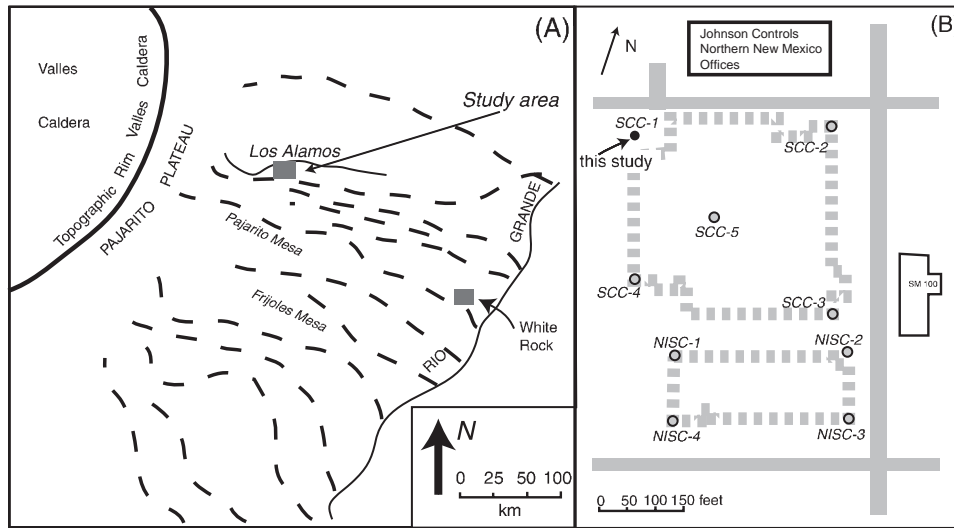 (A)
Valles
Caldera
Topographic Rim Valles Caldera
PAJARITO PLATEAU
Study area
Los Alamos
Pajarito Mesa
Frijoles Mesa
RIO GRANDE
White
Rock
N
0 25 50 100
km
(B)
N
Johnson Controls
Northern New Mexico
Offices
SCC-1
this study
SCC-2
SCC-5
SCC-4
SCC-3
SM 100
NISC-1
NISC-2
NISC-4
NISC-3
0 50 100 150 feet